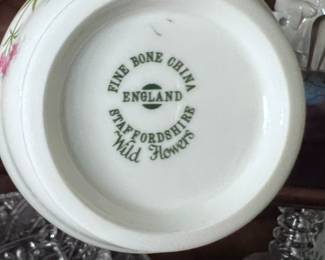 FINE BONE CHINA
ENGLAND
STAFFORDSHIRE
Wild Flowers